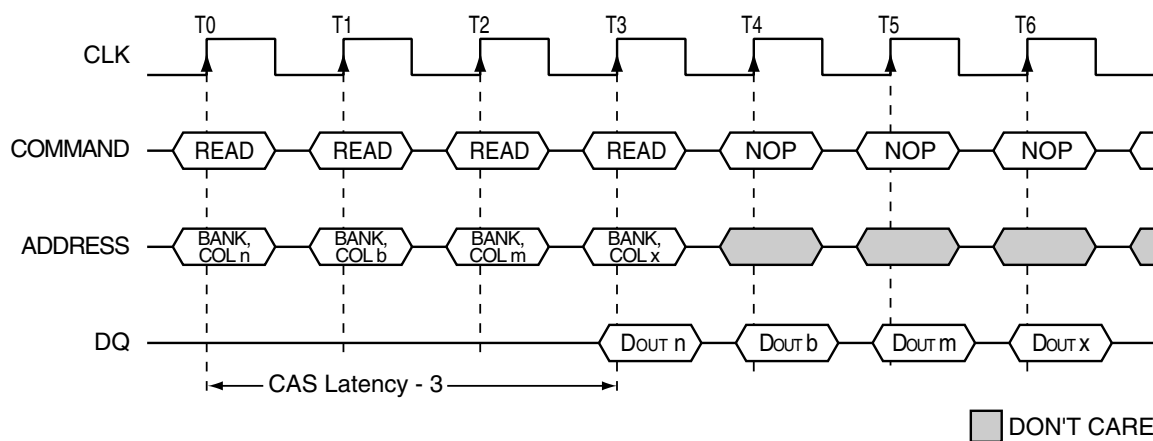 T0 T1 T2 T3 T4 T5 T6
CLK
COMMAND READ READ READ READ NOP NOP NOP
ADDRESS BANK, COL n BANK, COL b BANK, COL m BANK, COL x
DQ DOUT n DOUT b DOUT m DOUT x
CAS Latency - 3
DON'T CARE